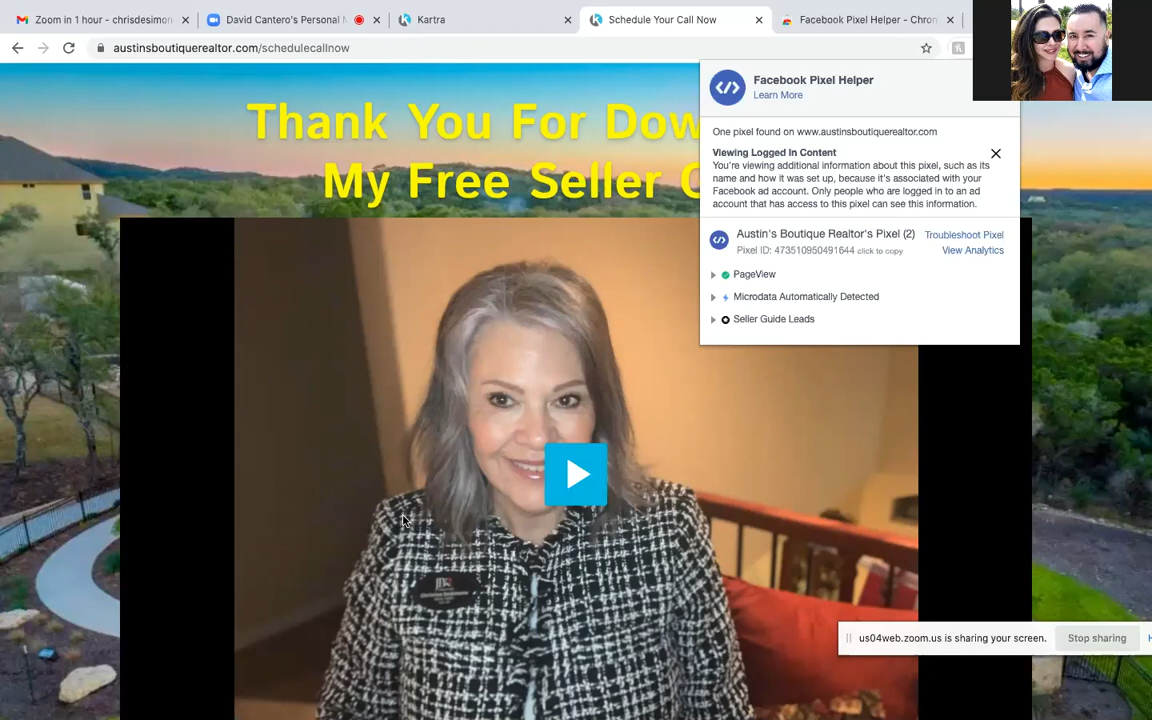 Zoom in 1 hour - chrisdesimon
David Cantero's Personal M
Kartra
Schedule Your Call Now
Facebook Pixel Helper - Chron
austinsboutiquerealtor.com/schedulecallnow
Thank You For Dow
My Free Seller
Facebook Pixel Helper
Learn More
One pixel found on www.austinsboutiquerealtor.com
Viewing Logged In Content
You're viewing additional information about this pixel, such as its
name and how it was set up, because it's associated with your
Facebook ad account. Only people who are logged in to an ad
account that has access to this pixel can see this information.
Austin's Boutique Realtor's Pixel (2)
Troubleshoot Pixel
Pixel ID: 473510950491644 click to copy
View Analytics
PageView
Microdata Automatically Detected
Seller Guide Leads
us04web.zoom.us is sharing your screen.
Stop sharing